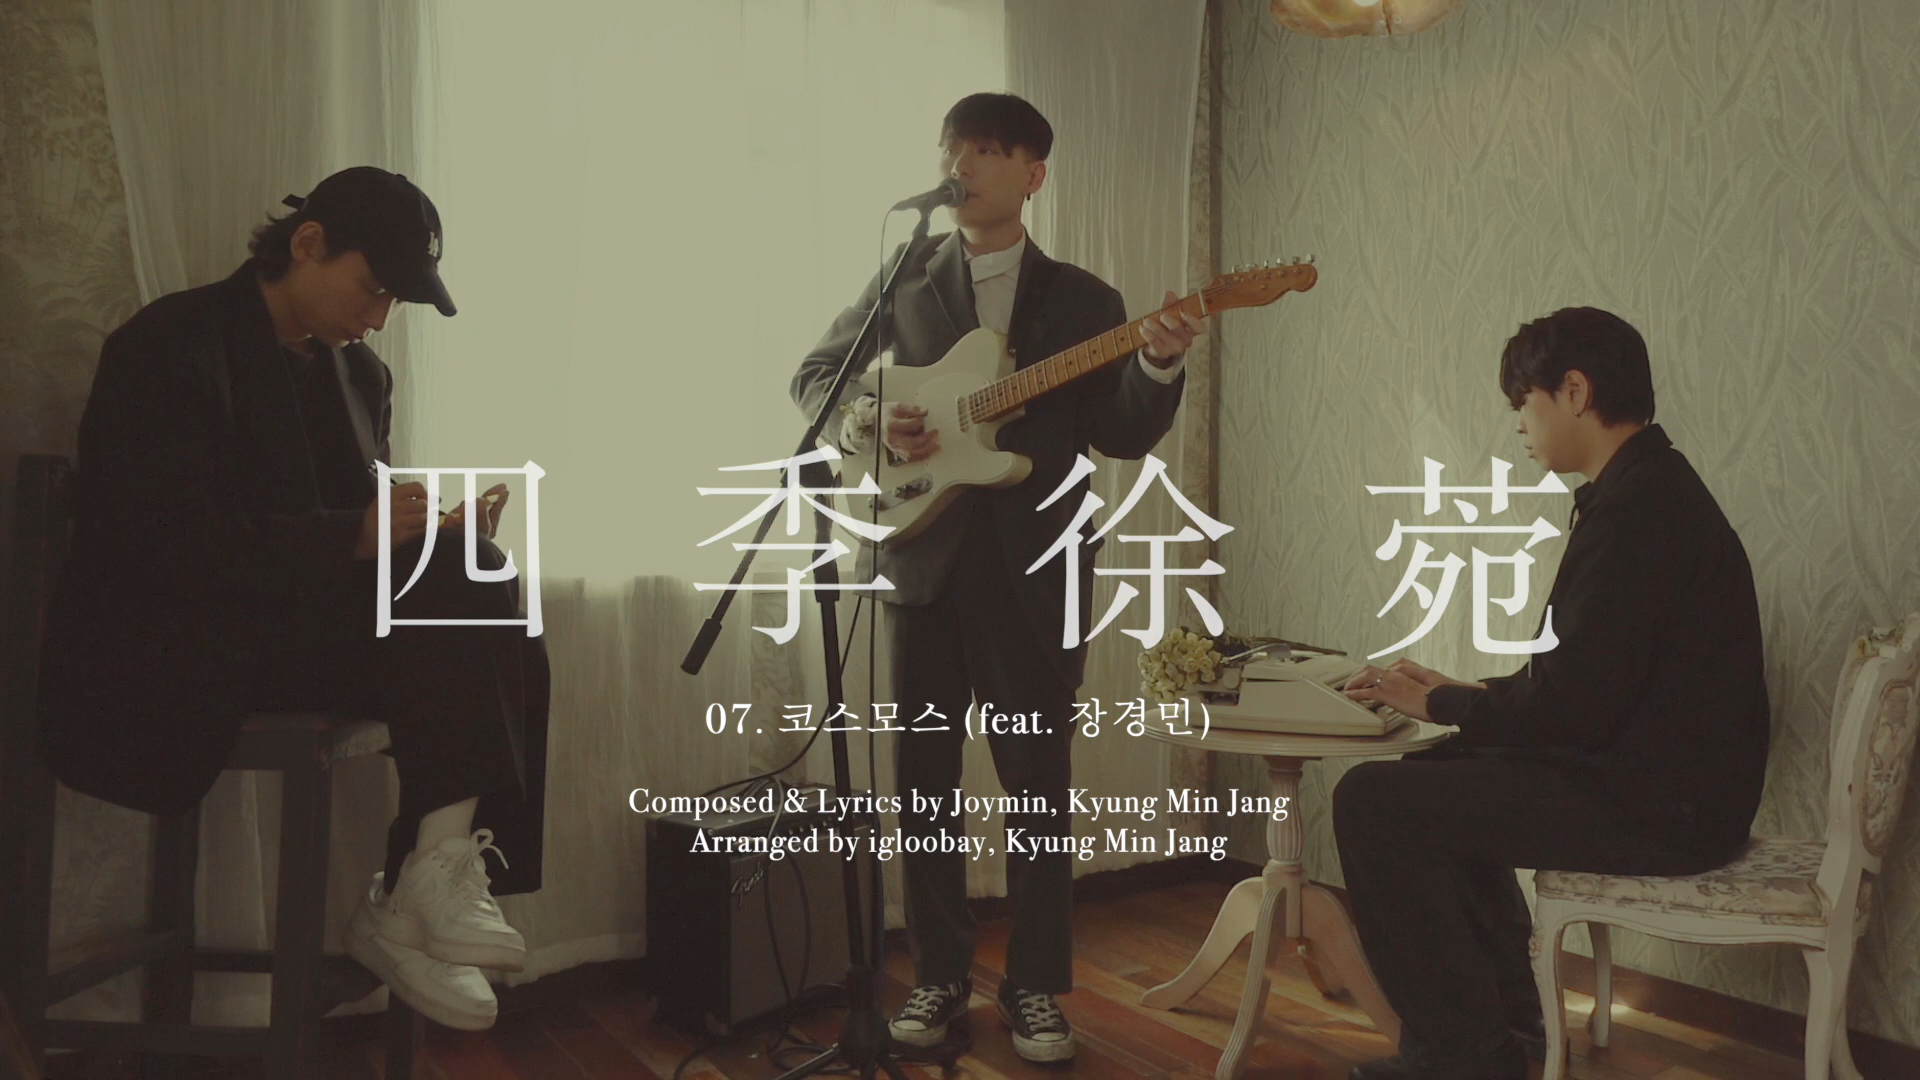 四季徐菀
07. 코스모스 (feat. 장경민)
Composed & Lyrics by Joymin, Kyung Min Jang
Arranged by igloobay, Kyung Min Jang
LA